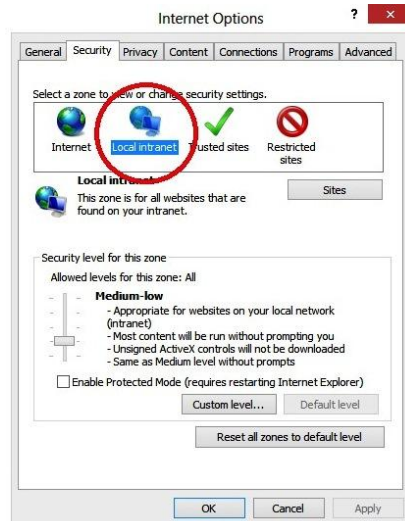 Internet Options
?
×
General Security Privacy Content Connections Programs Advanced
Select a zone to view or change security settings.
Internet Local intranet Trusted sites Restricted
sites
Local intranet
This zone is for all websites that are
found on your intranet.
Sites
Security level for this zone
Allowed levels for this zone: All
Medium-low
- Appropriate for websites on your local network
(intranet)
- Most content will be run without prompting you
- Unsigned ActiveX controls will not be downloaded
- Same as Medium level without prompts
Enable Protected Mode (requires restarting Internet Explorer)
Custom level... Default level
Reset all zones to default level
OK Cancel Apply